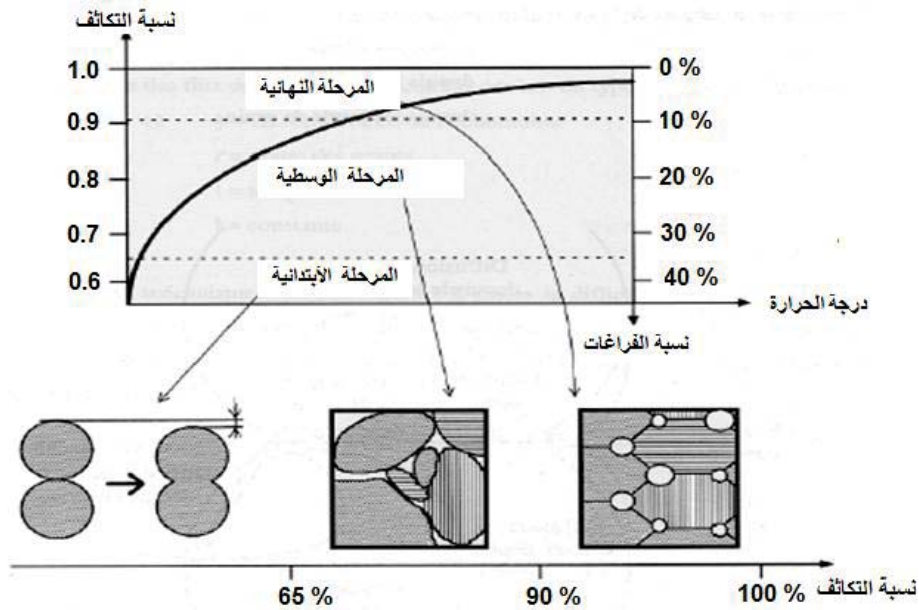 نسبة التكاثف
1.0
0 %
المرحلة النهائية
0.9
10 %
0.8
المرحلة الوسطية
20 %
0.7
30 %
0.6
المرحلة الأبتدائية
40 %
درجة الحرارة
نسبة الفراغات
65 %
90 %
100 %
نسبة التكاثف